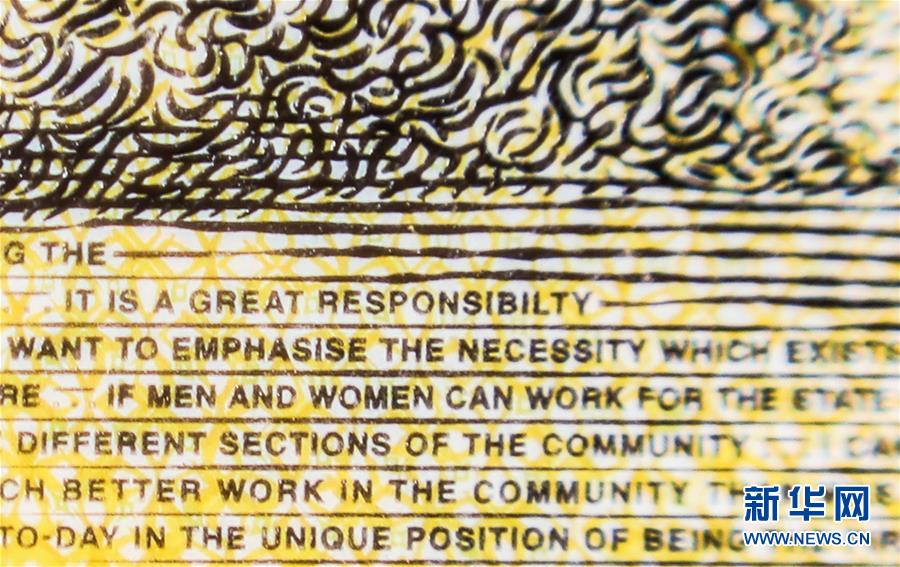 G THE
IT IS A GREAT RESPONSIBILTY
WANT TO EMPHASISE THE NECESSITY WHICH EXISTS
RE ... IF MEN AND WOMEN CAN WORK FOR THE STATE
DIFFERENT SECTIONS OF THE COMMUNITY ... I CA
CH BETTER WORK IN THE COMMUNITY TH
TO-DAY IN THE UNIQUE POSITION OF BEING
新华网
WWW.NEWS.CN